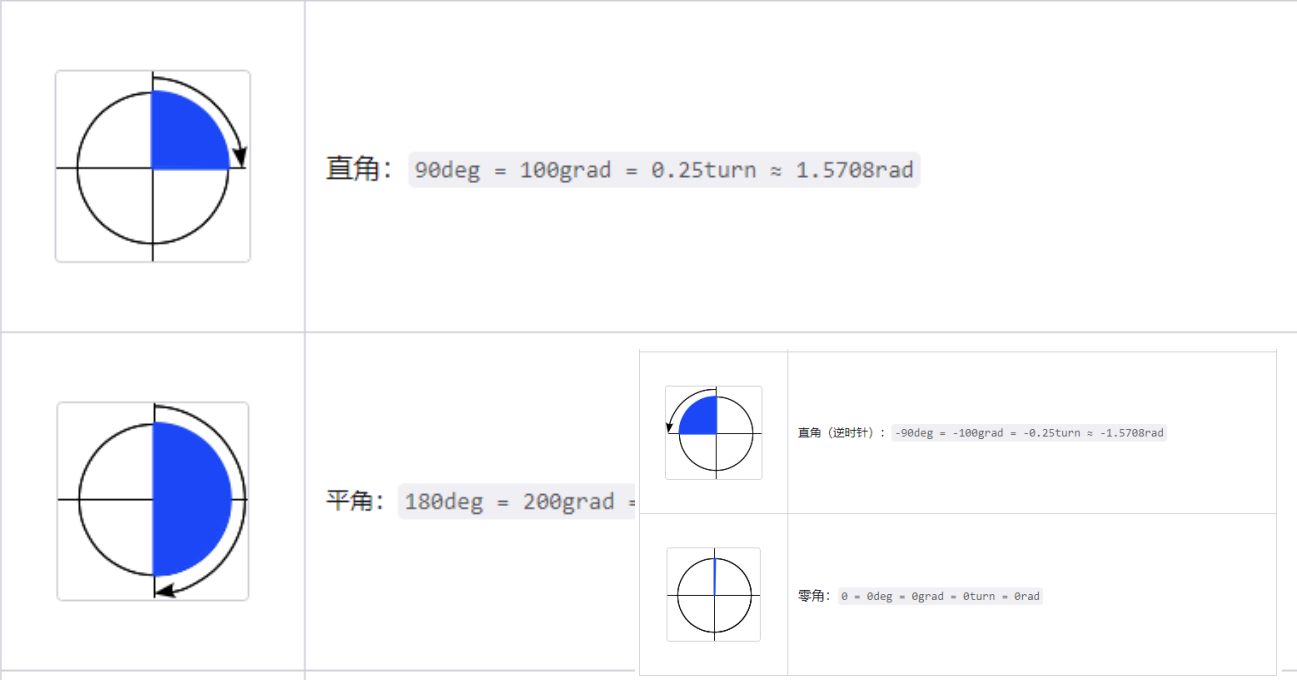 直角：90deg = 100grad = 0.25turn ≈ 1.5708rad
平角：180deg = 200grad =
直角（逆时针）：-90deg = -100grad = -0.25turn ≈ -1.5708rad
零角：0 = 0deg = 0grad = 0turn = 0rad